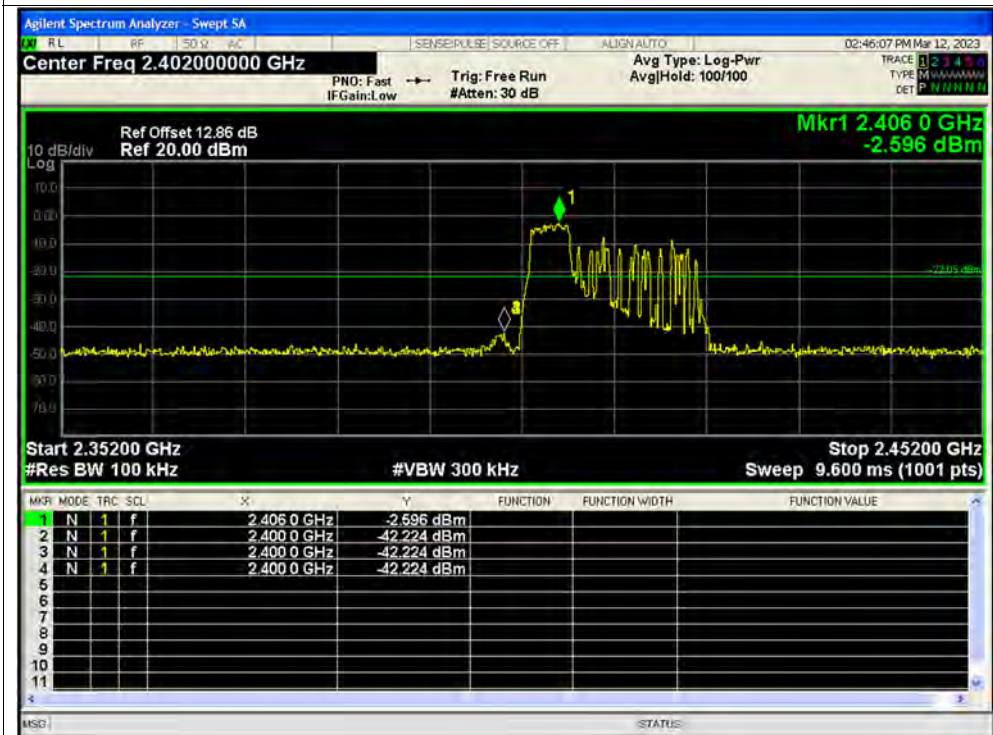 Agilent Spectrum Analyzer - Swept SA
RL RF 50 Ω AC SENSE:PULSE SOURCE OFF ALIGN AUTO 02:46:07 PM Mar 12, 2023
Center Freq 2.402000000 GHz
PNO: Fast
IFGain:Low
Trig: Free Run
#Atten: 30 dB
Avg Type: Log-Pwr
Avg|Hold: 100/100
TRACE 1 2 3 4 5 6
TYPE M
DET P N N N N N
Mkr1 2.406 0 GHz
-2.596 dBm
Ref Offset 12.86 dB
10 dB/div Ref 20.00 dBm
Log
10.0
0.00
-10.0
-20.0
-30.0
-40.0
-50.0
-60.0
-70.0
1
3
-22.05 dBm
Start 2.35200 GHz Stop 2.45200 GHz
#Res BW 100 kHz #VBW 300 kHz Sweep 9.600 ms (1001 pts)
MKR MODE TRC SCL X Y FUNCTION FUNCTION WIDTH FUNCTION VALUE
1 N 1 f 2.406 0 GHz -2.596 dBm
2 N 1 f 2.400 0 GHz -42.224 dBm
3 N 1 f 2.400 0 GHz -42.224 dBm
4 N 1 f 2.400 0 GHz -42.224 dBm
5
6
7
8
9
10
11
MSG STATUS